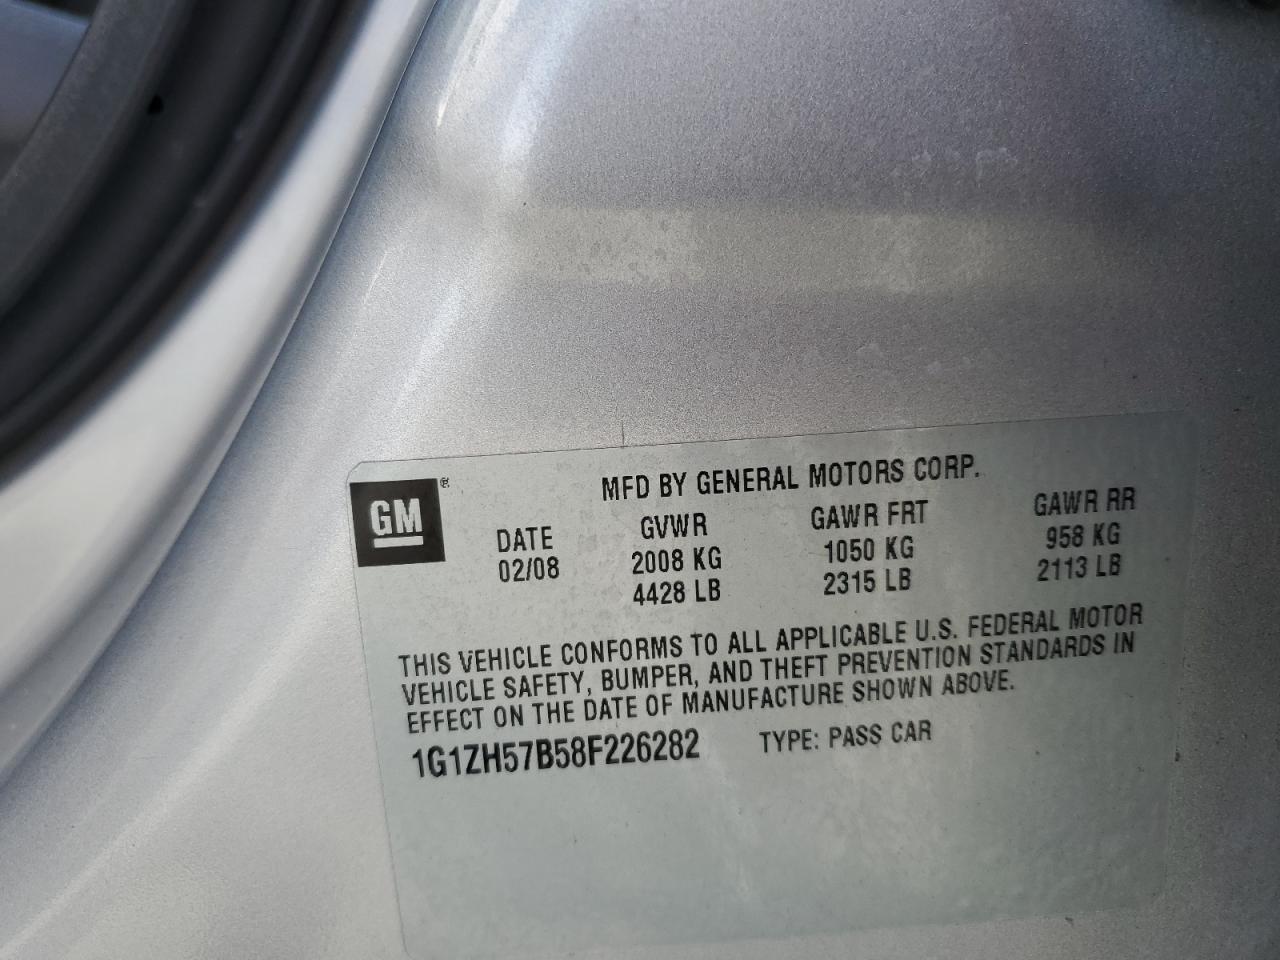 GM®
MFD BY GENERAL MOTORS CORP.
DATE GVWR GAWR FRT GAWR RR
02/08 2008 KG 1050 KG 958 KG
4428 LB 2315 LB 2113 LB
THIS VEHICLE CONFORMS TO ALL APPLICABLE U.S. FEDERAL MOTOR
VEHICLE SAFETY, BUMPER, AND THEFT PREVENTION STANDARDS IN
EFFECT ON THE DATE OF MANUFACTURE SHOWN ABOVE.
1G1ZH57B58F226282 TYPE: PASS CAR